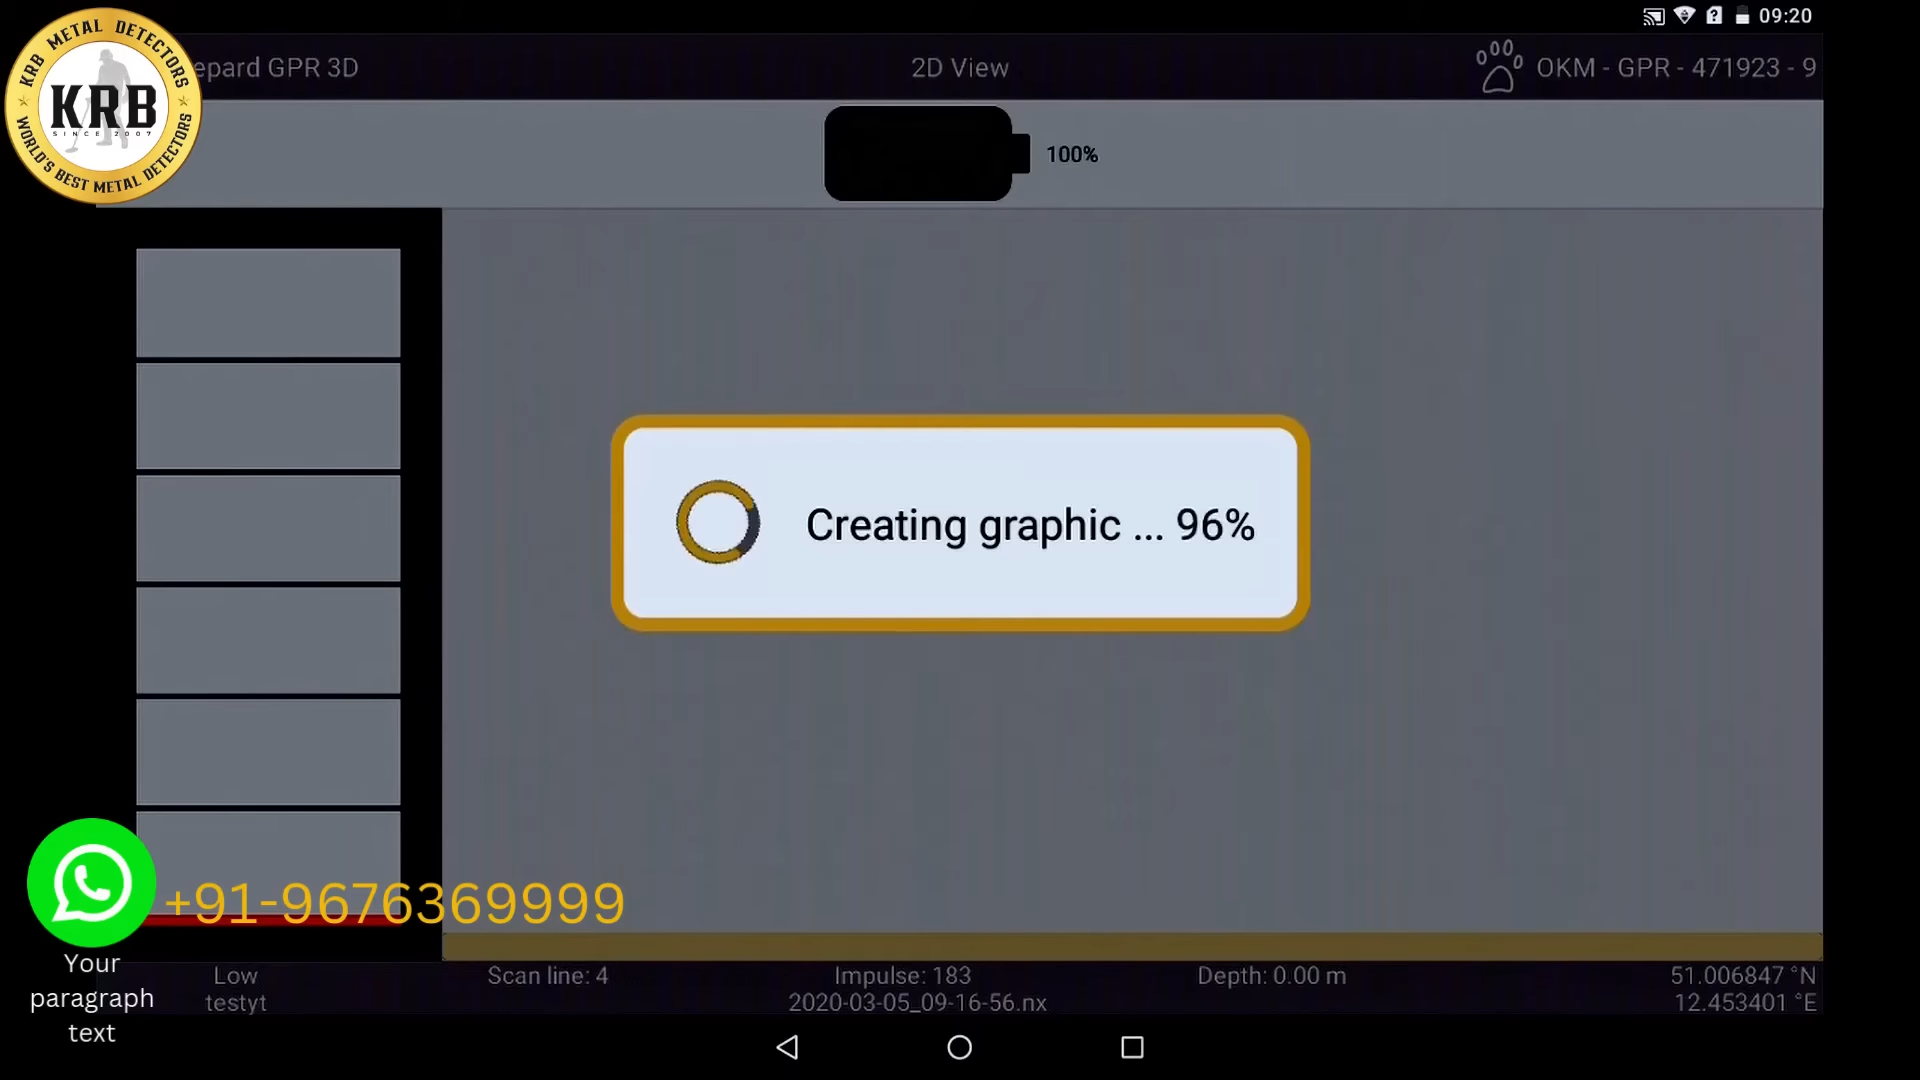 09:20
KRB METAL DETECTORS
KRB
SINCE 2007
WORLD'S BEST METAL DETECTORS
epard GPR 3D
2D View
OKM - GPR - 471923 - 9
100%
Creating graphic ... 96%
+91-9676369999
Your
paragraph
text
Low
testyt
Scan line: 4
Impulse: 183
2020-03-05_09-16-56.nx
Depth: 0.00 m
51.006847 °N
12.453401 °E